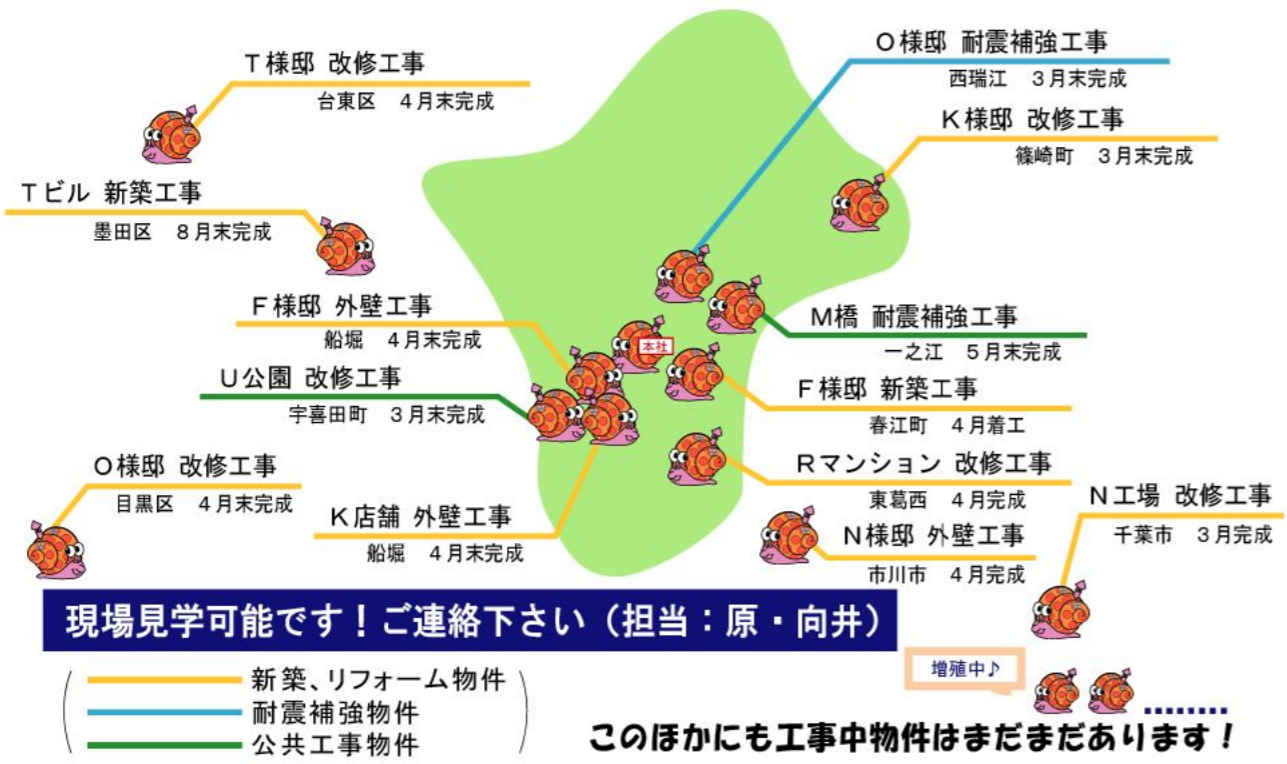 T様邸 改修工事
台東区 4月末完成
O様邸 耐震補強工事
西瑞江 3月末完成
K様邸 改修工事
篠崎町 3月末完成
Tビル 新築工事
墨田区 8月末完成
F様邸 外壁工事
船堀 4月末完成
M橋 耐震補強工事
一之江 5月末完成
本社
U公園 改修工事
宇喜田町 3月末完成
F様邸 新築工事
春江町 4月着工
O様邸 改修工事
目黒区 4月末完成
Rマンション 改修工事
東葛西 4月完成
N工場 改修工事
千葉市 3月完成
K店舗 外壁工事
船堀 4月末完成
N様邸 外壁工事
市川市 4月完成
現場見学可能です!ご連絡下さい(担当:原・向井)
増殖中♪
新築、リフォーム物件
耐震補強物件
公共工事物件
このほかにも工事中物件はまだまだあります!